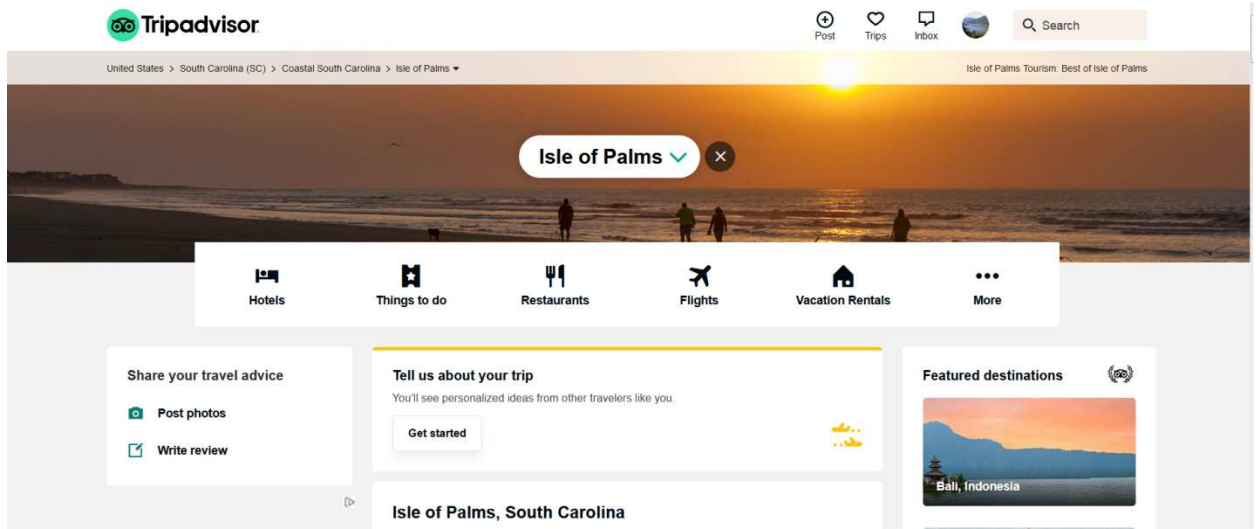 Tripadvisor
Post
Trips
Inbox
Search
United States > South Carolina (SC) > Coastal South Carolina > Isle of Palms
Isle of Palms Tourism: Best of Isle of Palms
Isle of Palms
Hotels
Things to do
Restaurants
Flights
Vacation Rentals
More
Share your travel advice
Post photos
Write review
Tell us about your trip
You'll see personalized ideas from other travelers like you.
Get started
Isle of Palms, South Carolina
Featured destinations
Bali, Indonesia